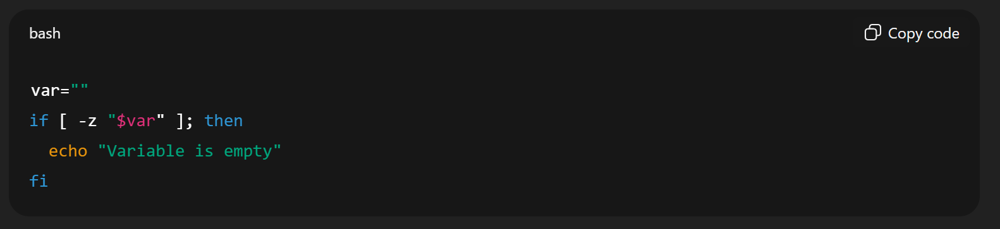 bash
Copy code
var=""
if [ -z "$var" ]; then
  echo "Variable is empty"
fi